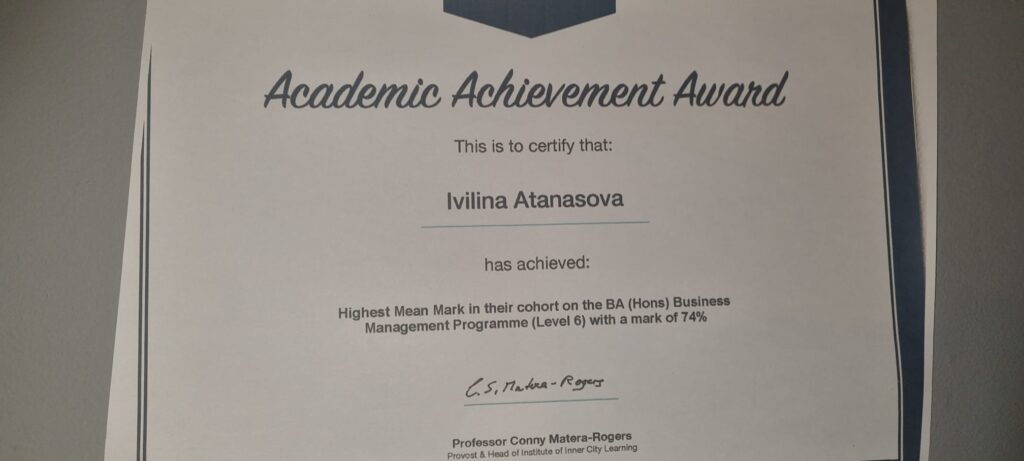 Academic Achievement Award
This is to certify that:
Ivilina Atanasova
has achieved:
Highest Mean Mark in their cohort on the BA (Hons) Business
Management Programme (Level 6) with a mark of 74%
C.S. Matera-Rogers
Professor Conny Matera-Rogers
Provost & Head of Institute of Inner City Learning